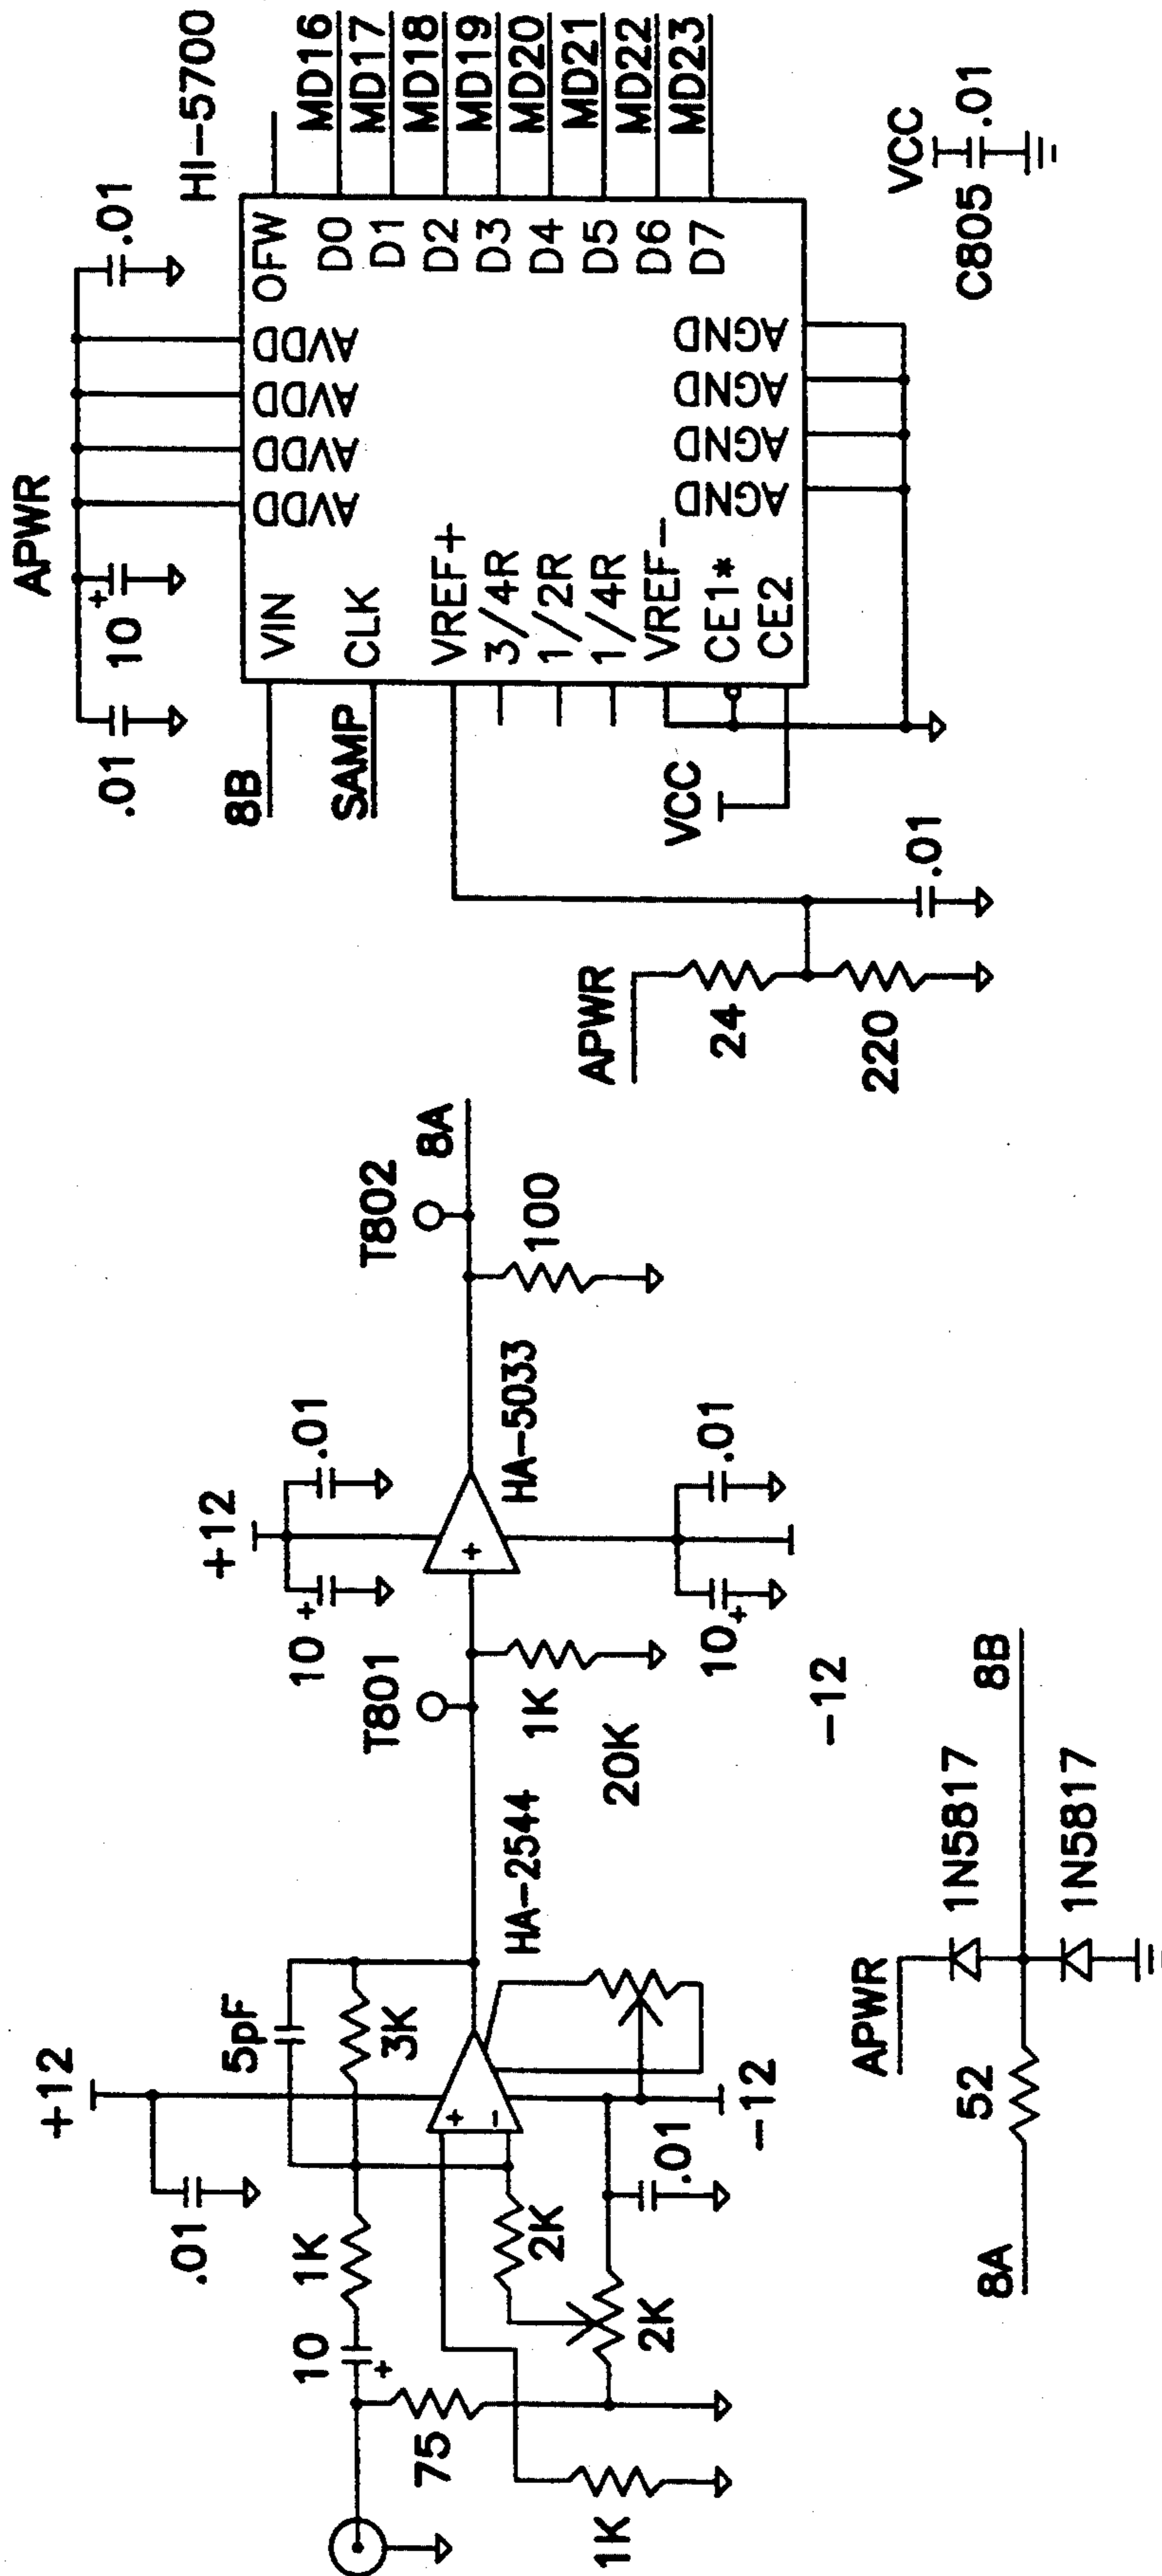 +12
.01
5pF
3K
1K
10
+
75
1K
2K
2K
+
-
.01
-12
HA-2544
20K
T801
1K
+12
10
+
.01
+
HA-5033
10
+
.01
-12
T802
8A
100
8A
52
APWR
1N5817
1N5817
8B
APWR
24
220
.01
APWR
.01
10
+
.01
HI-5700
8B
VIN
SAMP
CLK
VREF+
3/4R
1/2R
1/4R
VREF-
CE1*
CE2
VCC
AVDD
AVDD
AVDD
AVDD
AGND
AGND
AGND
AGND
OFW
D0 MD16
D1 MD17
D2 MD18
D3 MD19
D4 MD20
D5 MD21
D6 MD22
D7 MD23
VCC
C805
.01